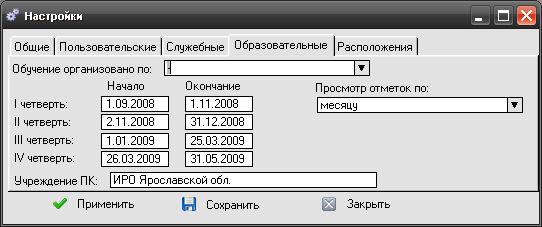 Настройки
Общие Пользовательские Служебные Образовательные Расположения
Обучение организовано по: -
Начало Окончание Просмотр отметок по:
I четверть: 1.09.2008 1.11.2008 месяцу
II четверть: 2.11.2008 31.12.2008
III четверть: 1.01.2009 25.03.2009
IV четверть: 26.03.2009 31.05.2009
Учреждение ПК: ИРО Ярославской обл.
Применить Сохранить Закрыть